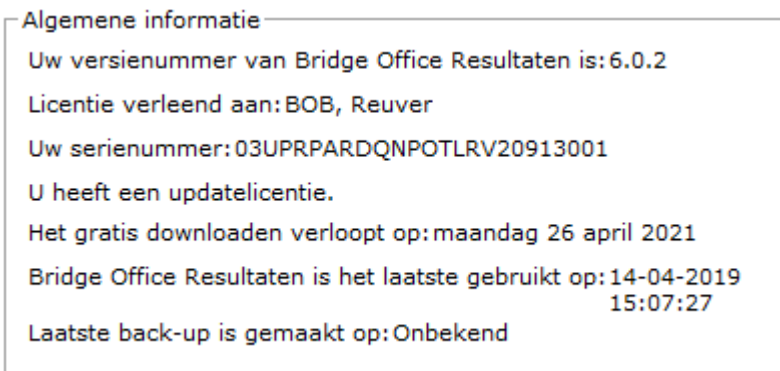 Algemene informatie
Uw versienummer van Bridge Office Resultaten is: 6.0.2
Licentie verleend aan: BOB, Reuver
Uw serienummer: 03UPRPARDQNPOTLRV20913001
U heeft een updatelicentie.
Het gratis downloaden verloopt op: maandag 26 april 2021
Bridge Office Resultaten is het laatste gebruikt op: 14-04-2019
15:07:27
Laatste back-up is gemaakt op: Onbekend